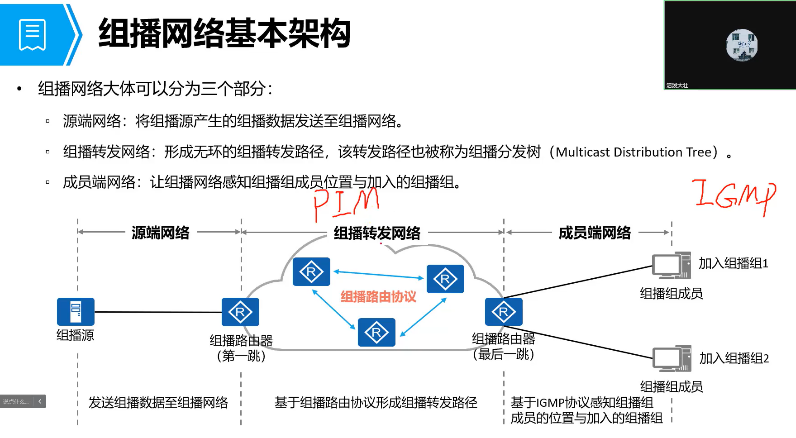 组播网络基本架构
• 组播网络大体可以分为三个部分：
▫ 源端网络：将组播源产生的组播数据发送至组播网络。
▫ 组播转发网络：形成无环的组播转发路径，该转发路径也被称为组播分发树（Multicast Distribution Tree）。
▫ 成员端网络：让组播网络感知组播组成员位置与加入的组播组。
PIM
IGMP
源端网络
组播转发网络
成员端网络
R
R
组播路由协议
R
组播源
R
组播路由器
（第一跳）
R
组播路由器
（最后一跳）
加入组播组1
组播组成员
加入组播组2
组播组成员
发送组播数据至组播网络
基于组播路由协议形成组播转发路径
基于IGMP协议感知组播组
成员的位置与加入的组播组